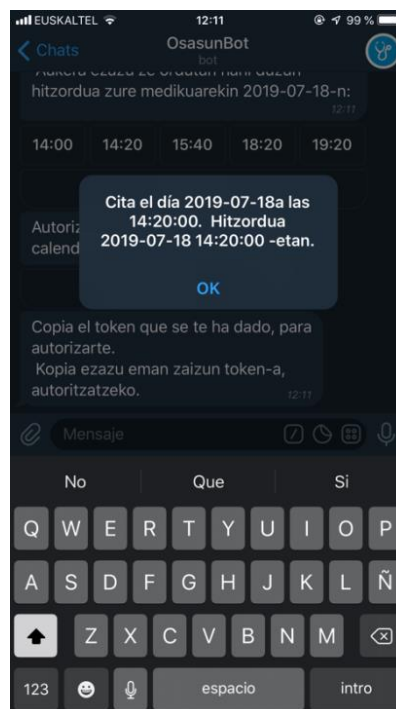 EUSKALTEL 12:11 99 %
Chats OsasunBot
bot
Aukera ezazu ze ordutan nahi duzun
hitzordua zure medikuarekin 2019-07-18-n:
12:11
14:00 14:20 15:40 18:20 19:20
Cita el día 2019-07-18a las
14:20:00. Hitzordua
2019-07-18 14:20:00 -etan.
OK
Autoriz
calend
Copia el token que se te ha dado, para
autorizarte.
Kopia ezazu eman zaizun token-a,
autoritzatzeko.
12:11
Mensaje
No Que Si
Q W E R T Y U I O P
A S D F G H J K L Ñ
Z X C V B N M
123 espacio intro